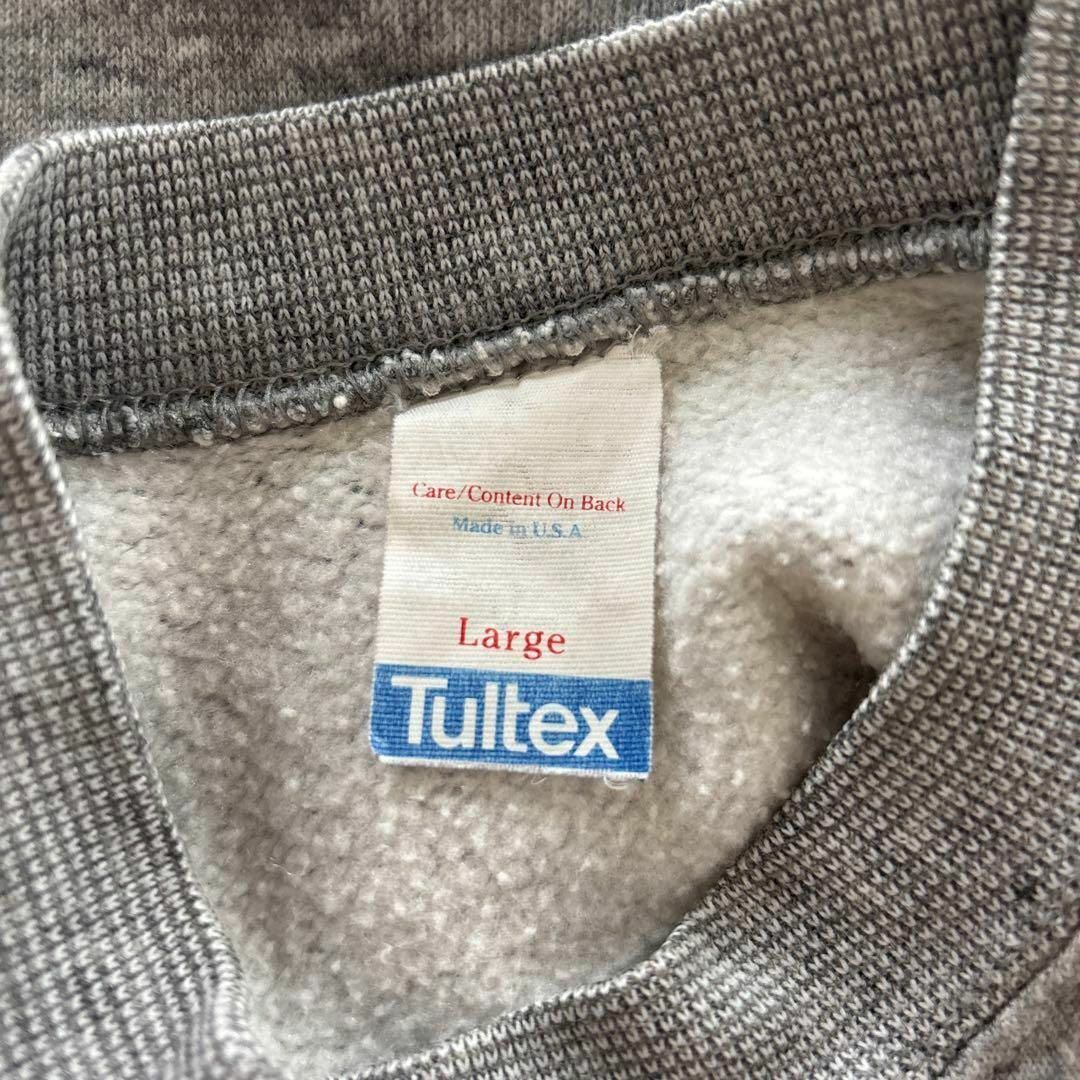 Care/Content On Back
Made in U.S.A
Large
Tultex